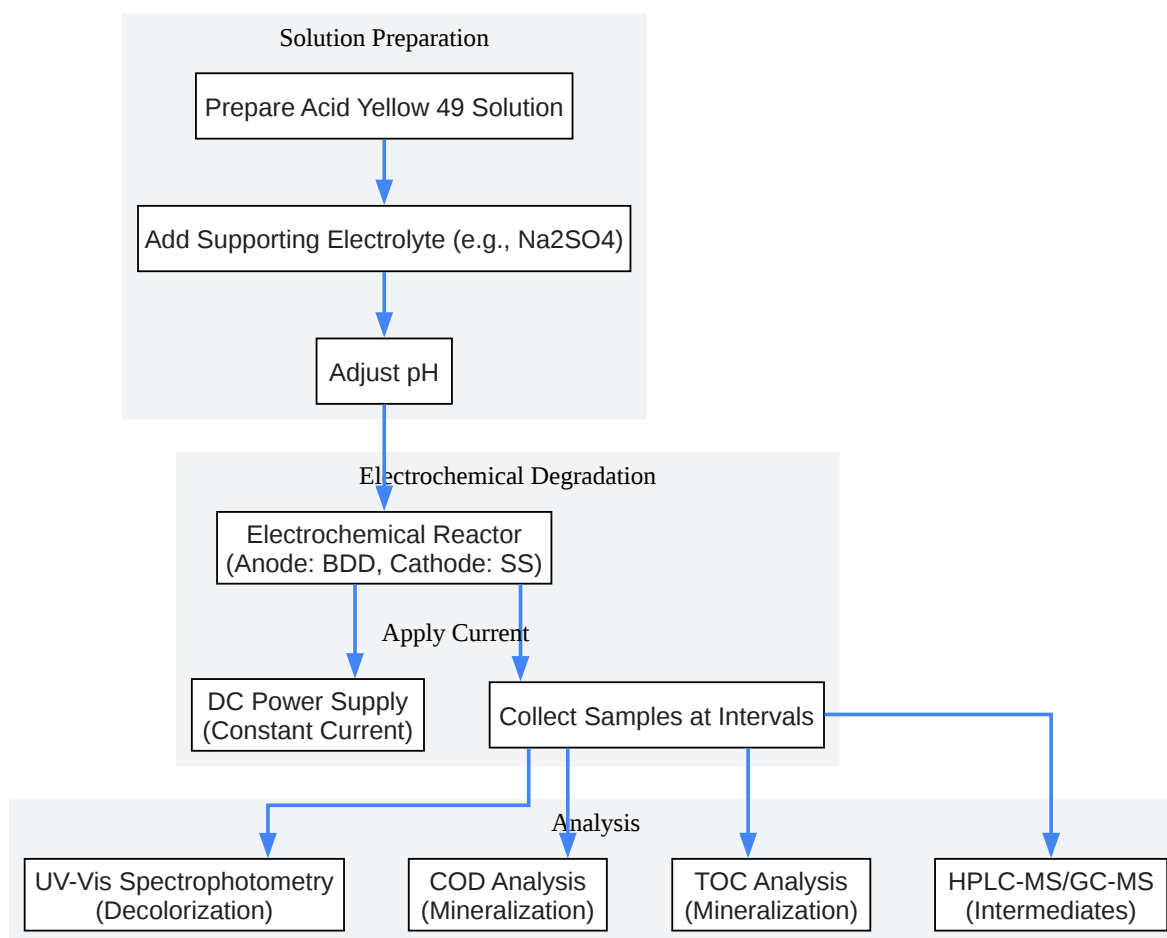 Solution Preparation
Prepare Acid Yellow 49 Solution
Add Supporting Electrolyte (e.g., Na2SO4)
Adjust pH
Electrochemical Degradation
Electrochemical Reactor
(Anode: BDD, Cathode: SS)
Apply Current
DC Power Supply
(Constant Current)
Collect Samples at Intervals
Analysis
UV-Vis Spectrophotometry
(Decolorization)
COD Analysis
(Mineralization)
TOC Analysis
(Mineralization)
HPLC-MS/GC-MS
(Intermediates)